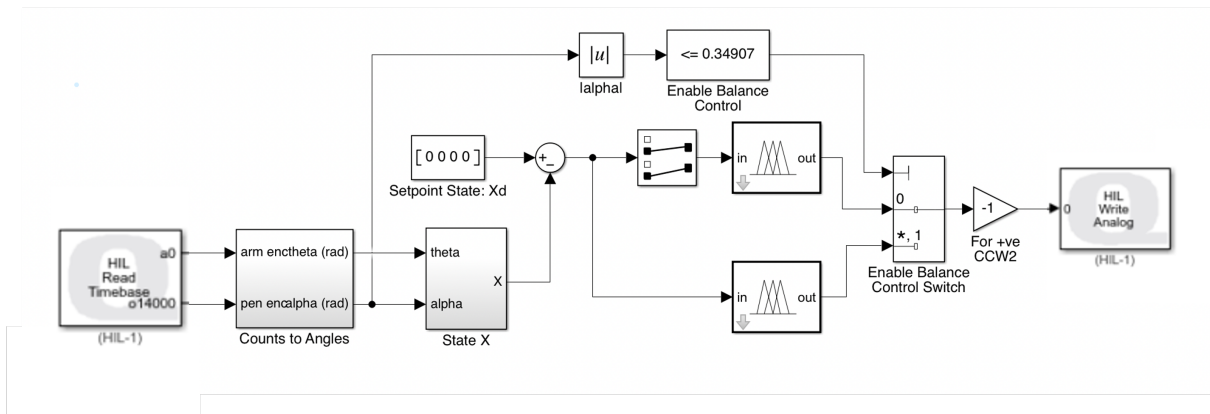 |u|
<= 0.34907
|alpha|
Enable Balance
Control
[ 0 0 0 0 ]
+
−
Setpoint State: Xd
in
out
0
*, 1
Enable Balance
Control Switch
-1
For +ve
CCW2
0
HIL
Write
Analog
(HIL-1)
HIL
Read
Timebase
a0
o14000
(HIL-1)
arm enctheta (rad)
pen encalpha (rad)
Counts to Angles
theta
alpha
X
State X
in
out